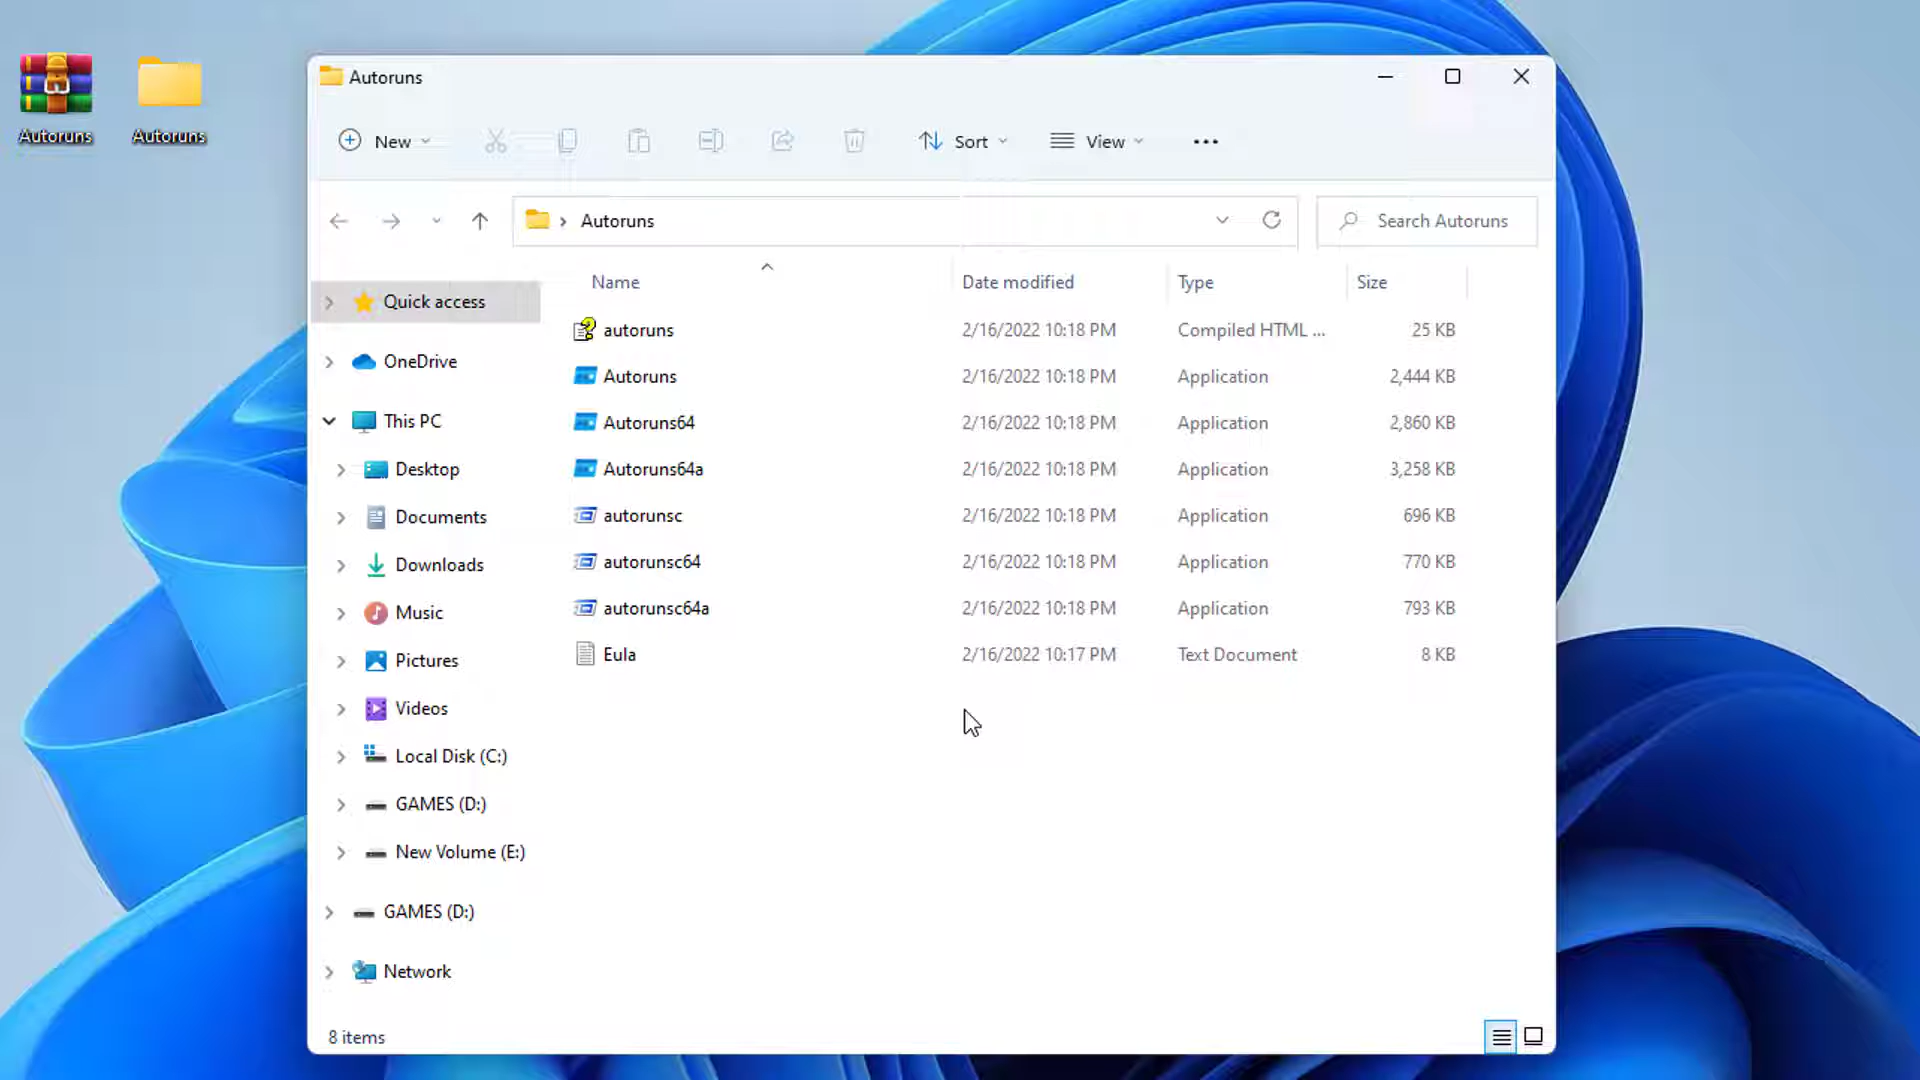 Autoruns
Autoruns
Autoruns
New
Sort
View
Autoruns
Search Autoruns
Name Date modified Type Size
Quick access
OneDrive
This PC
Desktop
Documents
Downloads
Music
Pictures
Videos
Local Disk (C:)
GAMES (D:)
New Volume (E:)
GAMES (D:)
Network
autoruns 2/16/2022 10:18 PM Compiled HTML ... 25 KB
Autoruns 2/16/2022 10:18 PM Application 2,444 KB
Autoruns64 2/16/2022 10:18 PM Application 2,860 KB
Autoruns64a 2/16/2022 10:18 PM Application 3,258 KB
autorunsc 2/16/2022 10:18 PM Application 696 KB
autorunsc64 2/16/2022 10:18 PM Application 770 KB
autorunsc64a 2/16/2022 10:18 PM Application 793 KB
Eula 2/16/2022 10:17 PM Text Document 8 KB
8 items